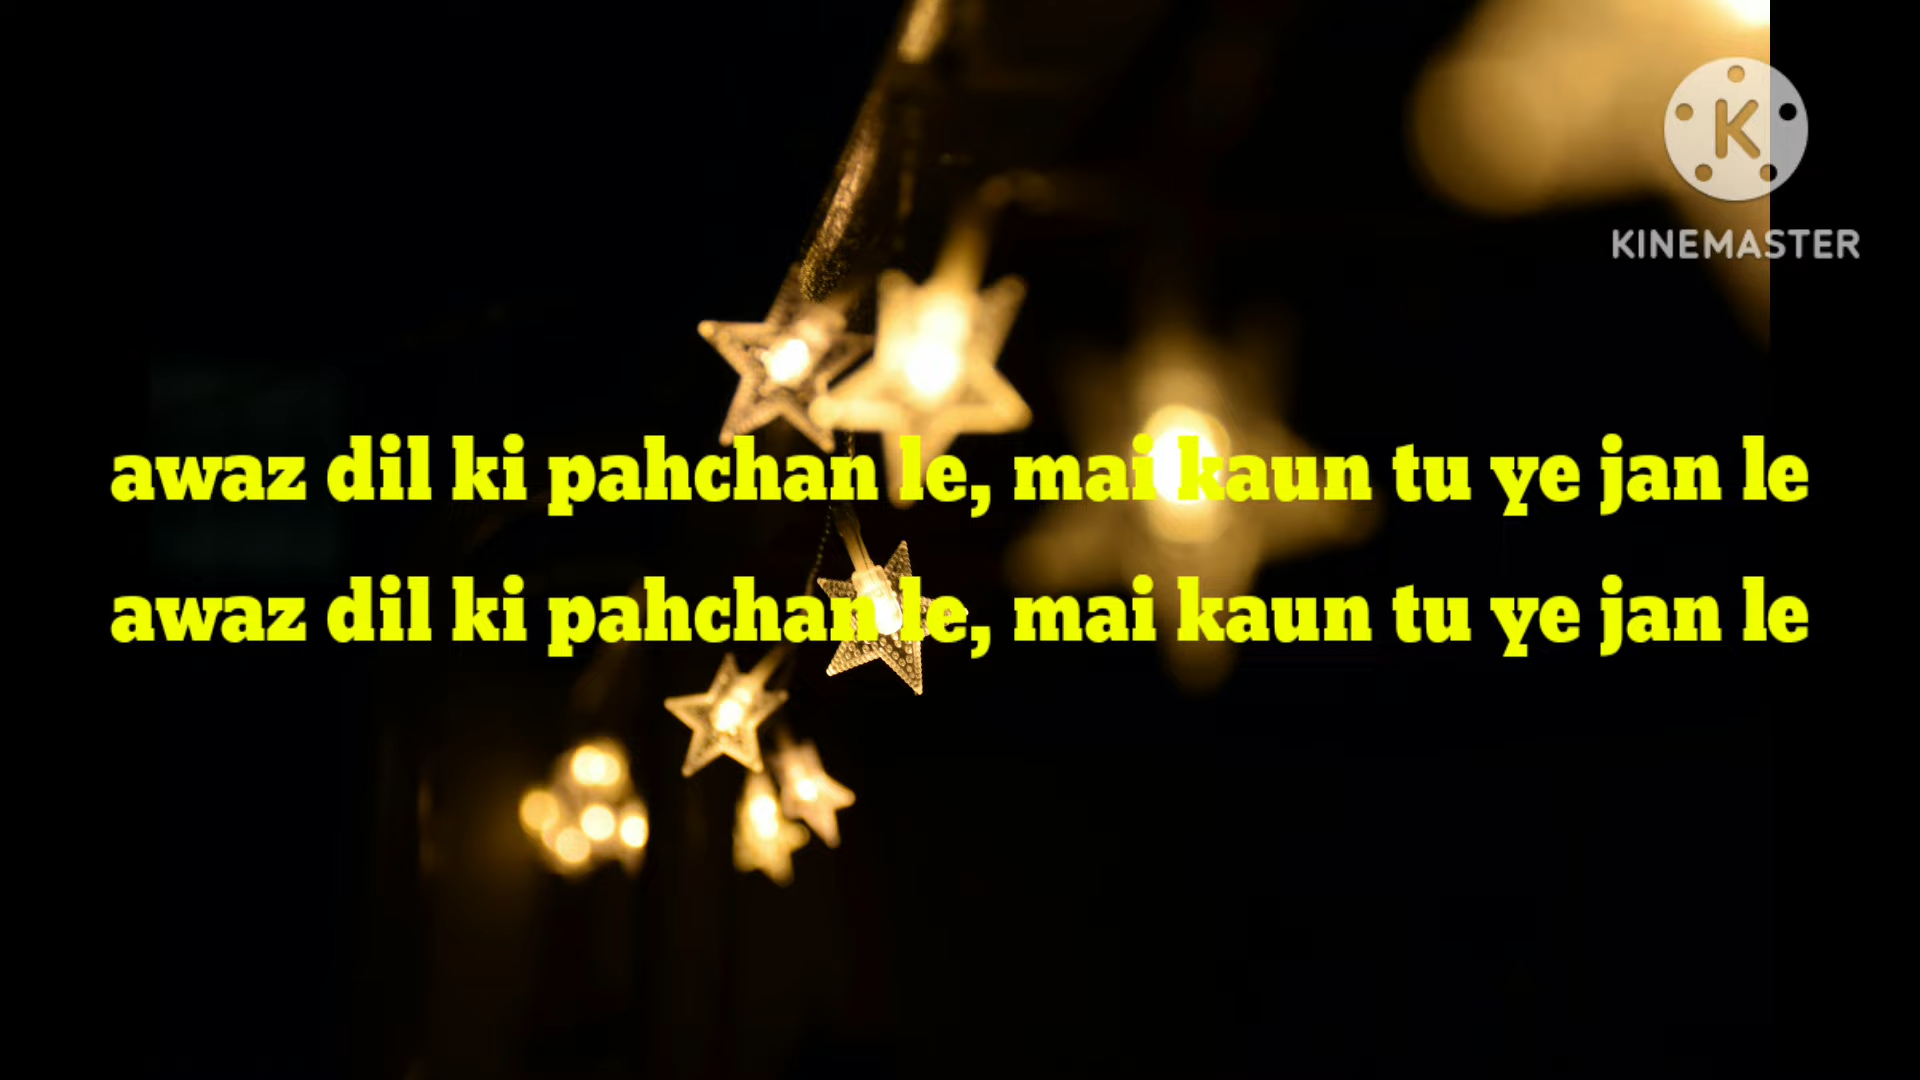 KINEMASTER
awaz dil ki pahchan le, mai kaun tu ye jan le
awaz dil ki pahchan le, mai kaun tu ye jan le